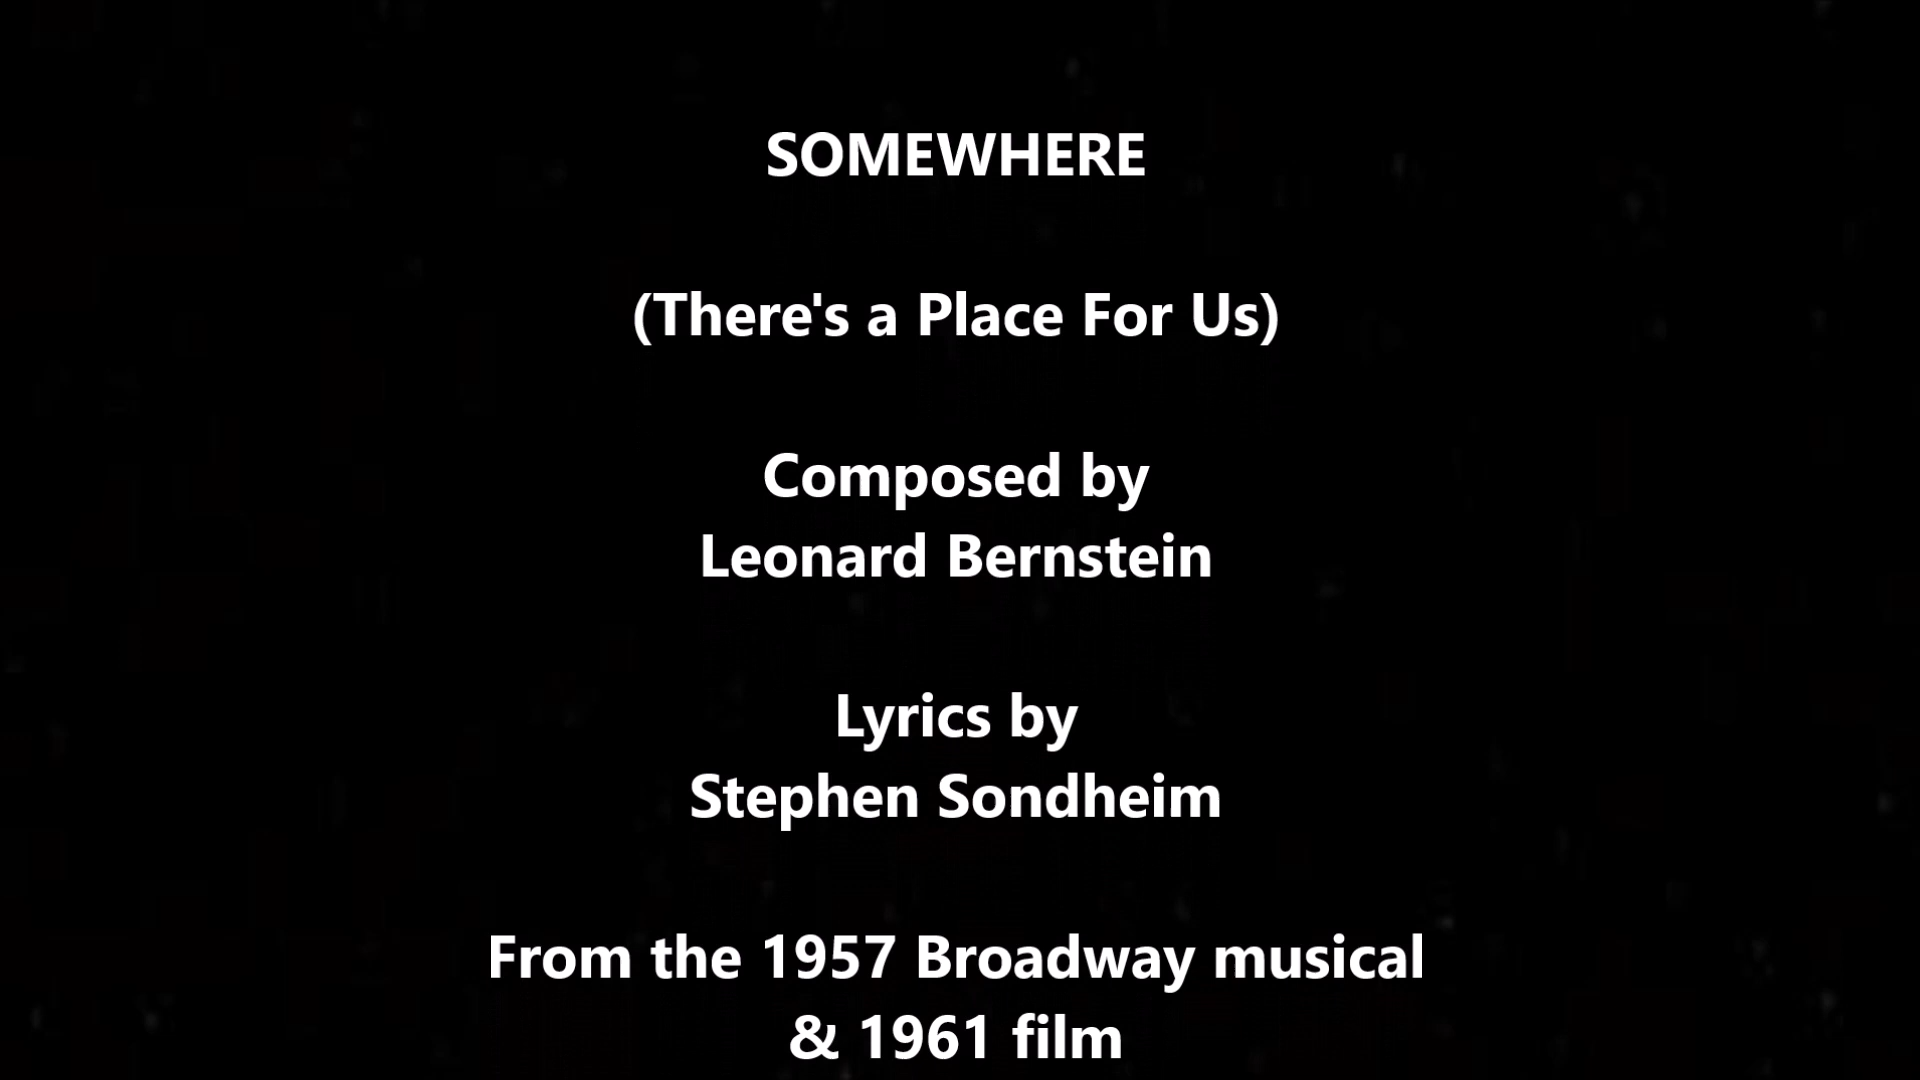 SOMEWHERE
(There's a Place For Us)
Composed by
Leonard Bernstein
Lyrics by
Stephen Sondheim
From the 1957 Broadway musical
& 1961 film